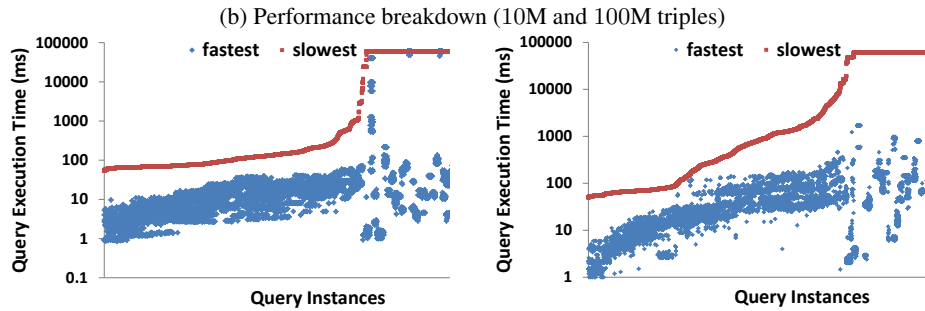 (b) Performance breakdown (10M and 100M triples)
Query Execution Time (ms)
100000
10000
1000
100
10
1
0.1
fastest
slowest
Query Instances
Query Execution Time (ms)
100000
10000
1000
100
10
1
fastest
slowest
Query Instances